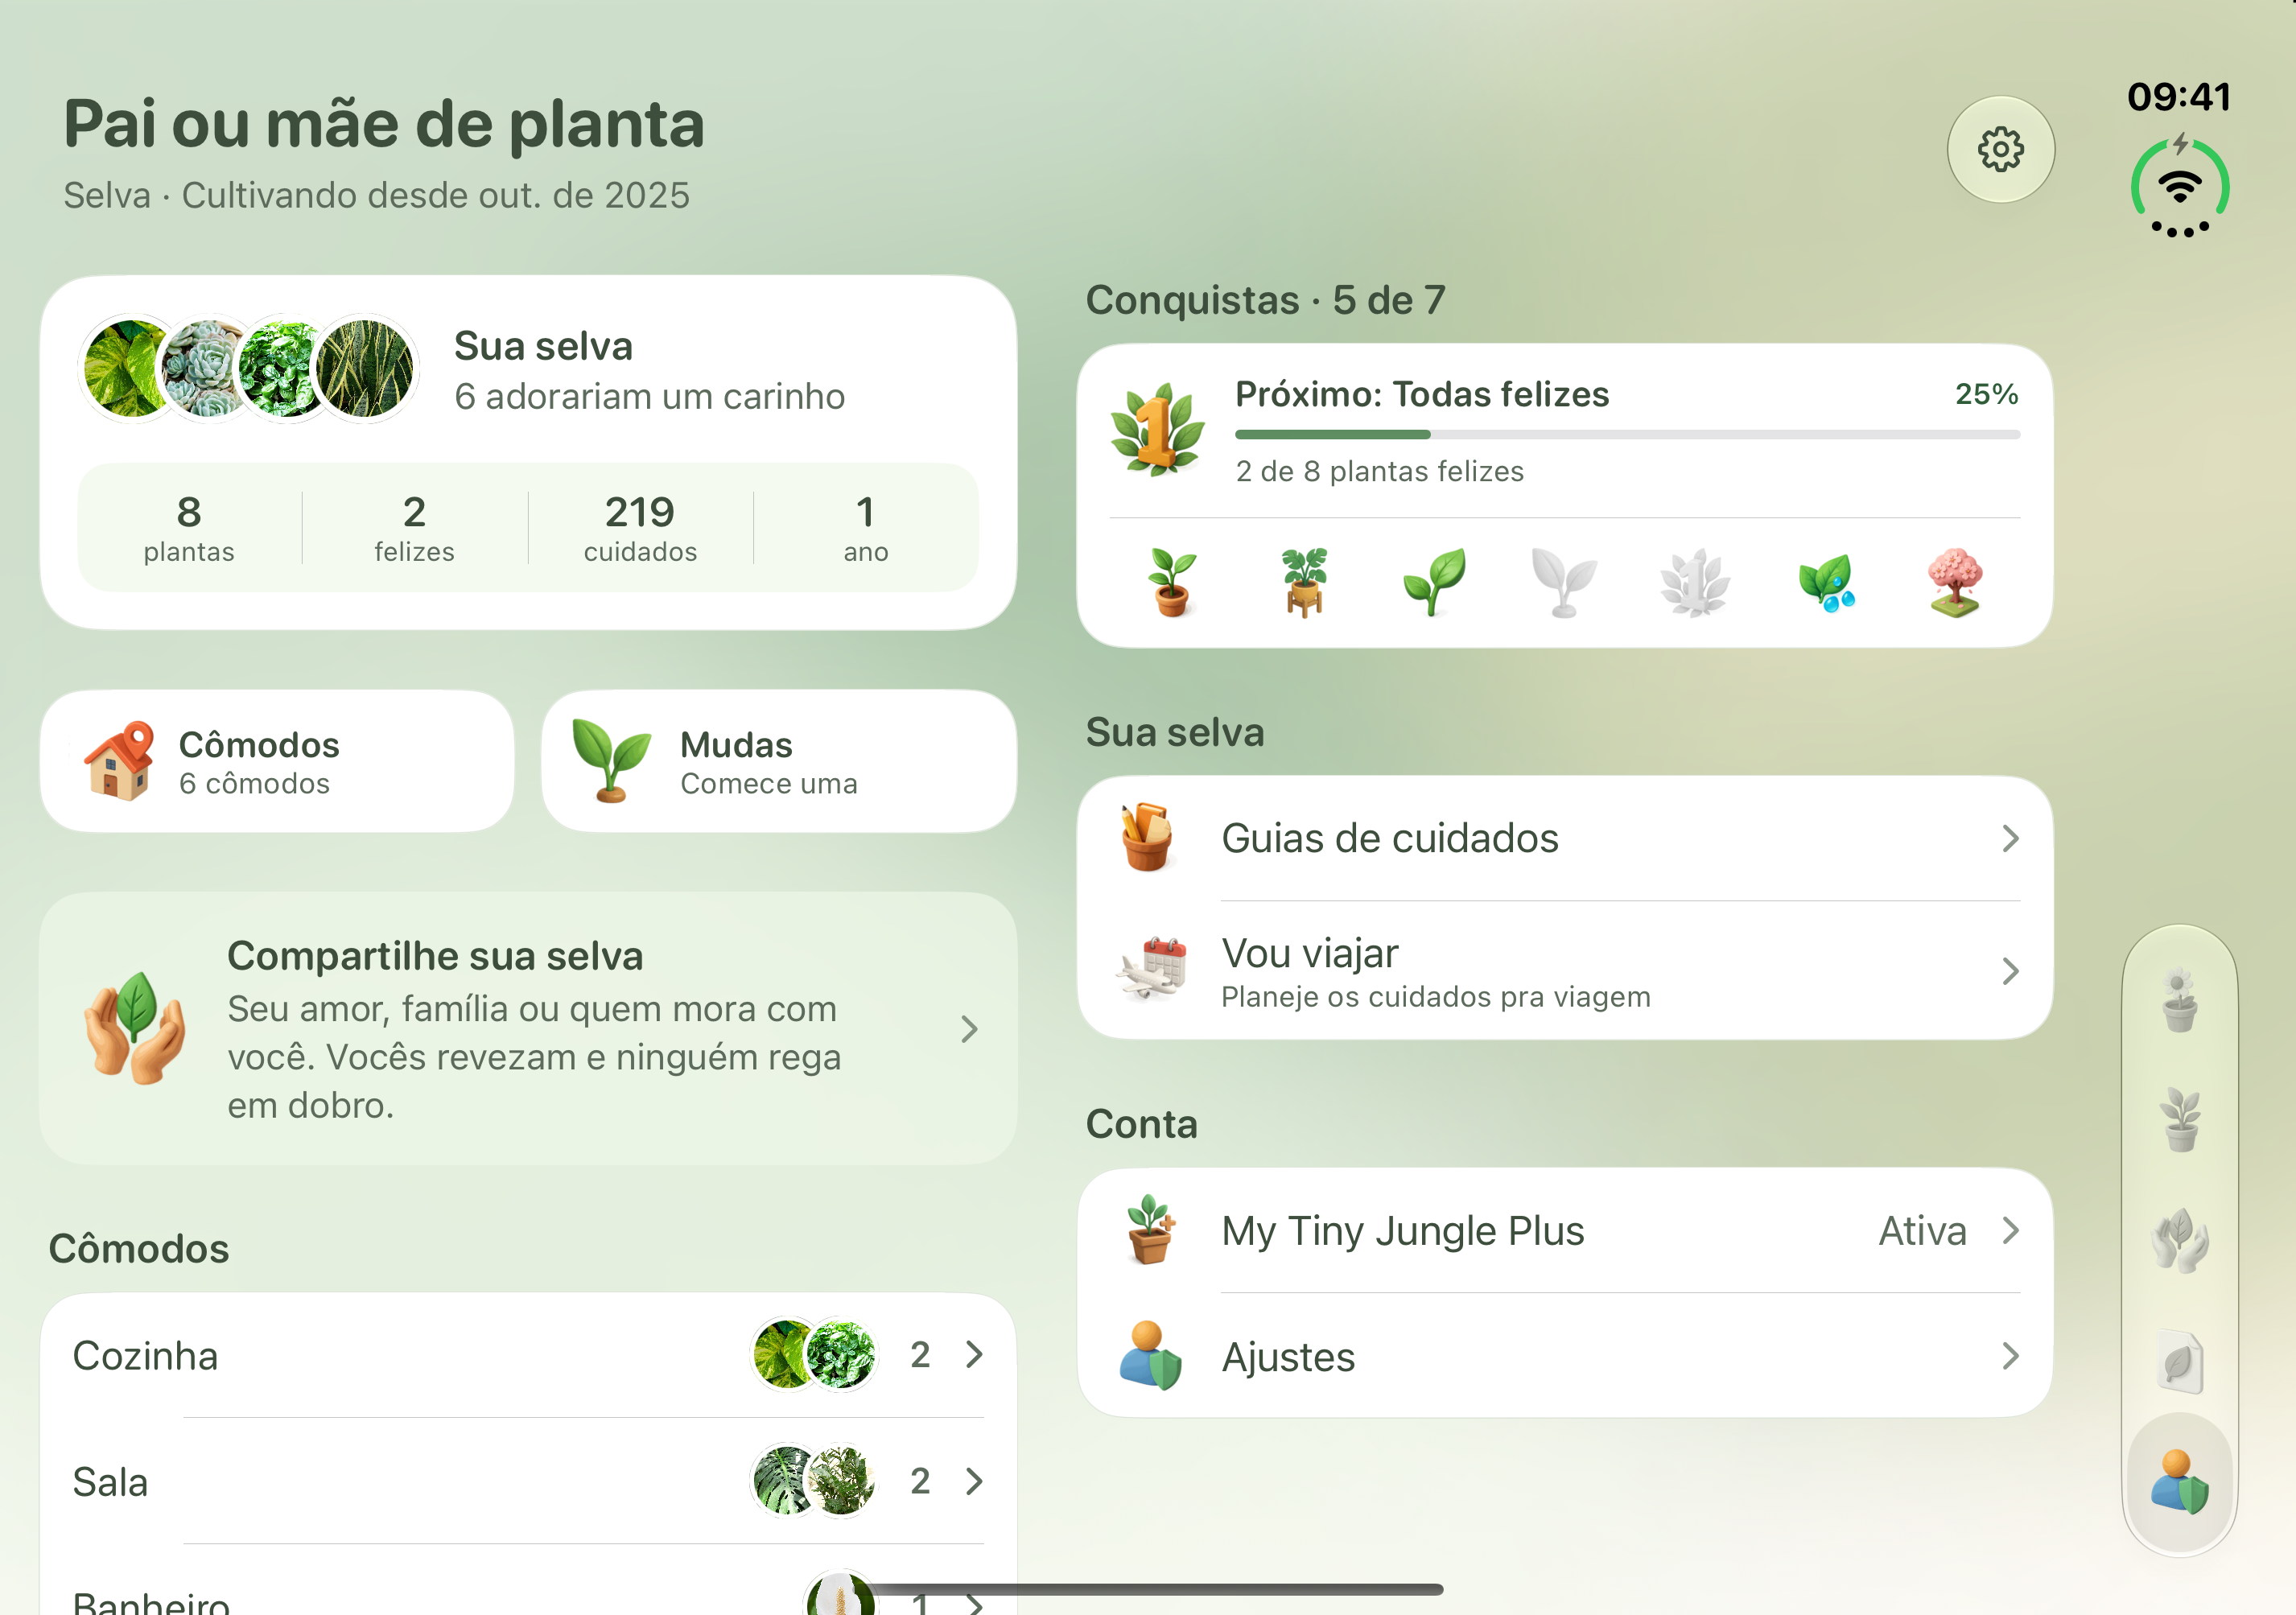 Pai ou mãe de planta
Selva · Cultivando desde out. de 2025
09:41
Sua selva
6 adorariam um carinho
8
plantas
2
felizes
219
cuidados
1
ano
Cômodos
6 cômodos
Mudas
Comece uma
Compartilhe sua selva
Seu amor, família ou quem mora com
você. Vocês revezam e ninguém rega
em dobro.
Cômodos
Cozinha
2
Sala
2
Banheiro
1
Conquistas · 5 de 7
Próximo: Todas felizes
25%
2 de 8 plantas felizes
Sua selva
Guias de cuidados
Vou viajar
Planeje os cuidados pra viagem
Conta
My Tiny Jungle Plus
Ativa
Ajustes